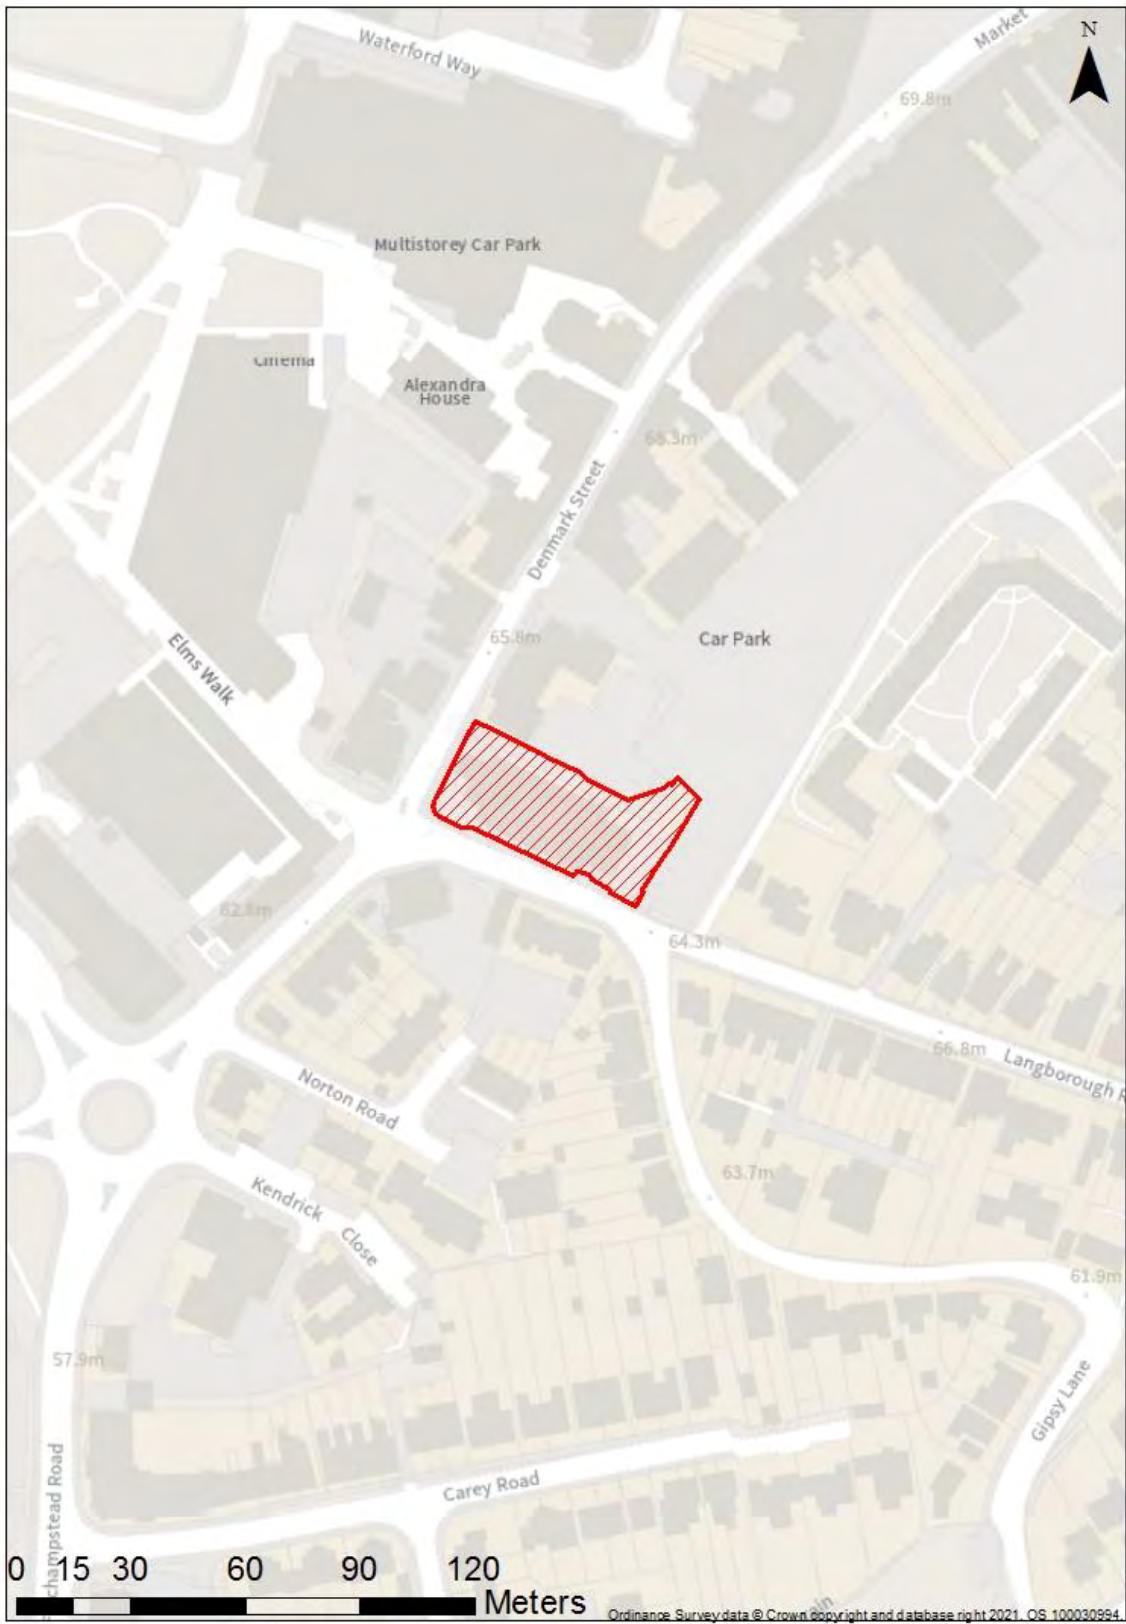 N
Market
Waterford Way
69.8m
Multistorey Car Park
Cinema
Alexandra
House
68.3m
Denmark Street
65.8m
Car Park
Elms Walk
64.3m
66.8m
Langborough R
Norton Road
63.7m
Kendrick Close
61.9m
57.9m
Gipsy Lane
Carey Road
champstead Road
0 15 30 60 90 120
Meters
Ordnance Survey data © Crown copyright and database right 2021. OS 100030994.